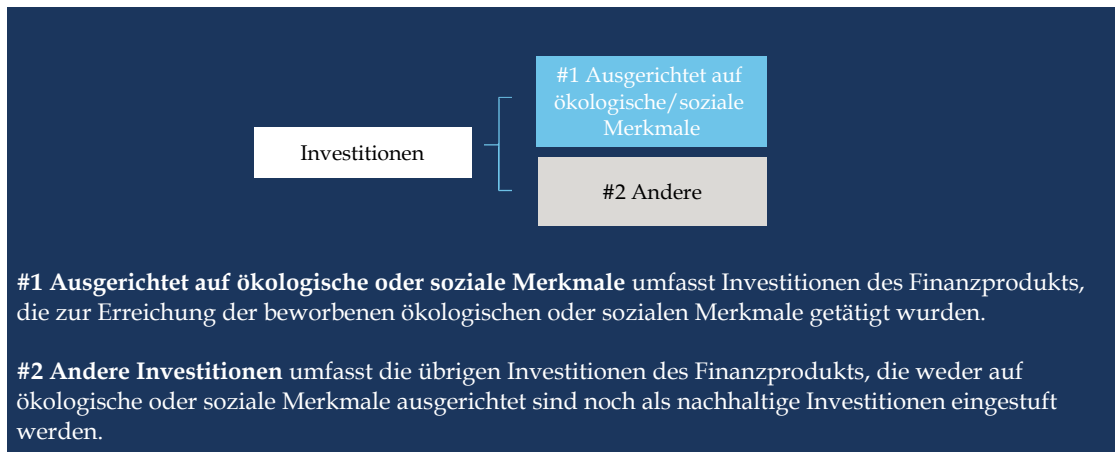 #1 Ausgerichtet auf
ökologische/soziale
Merkmale
Investitionen
#2 Andere
#1 Ausgerichtet auf ökologische oder soziale Merkmale umfasst Investitionen des Finanzprodukts,
die zur Erreichung der beworbenen ökologischen oder sozialen Merkmale getätigt wurden.
#2 Andere Investitionen umfasst die übrigen Investitionen des Finanzprodukts, die weder auf
ökologische oder soziale Merkmale ausgerichtet sind noch als nachhaltige Investitionen eingestuft
werden.